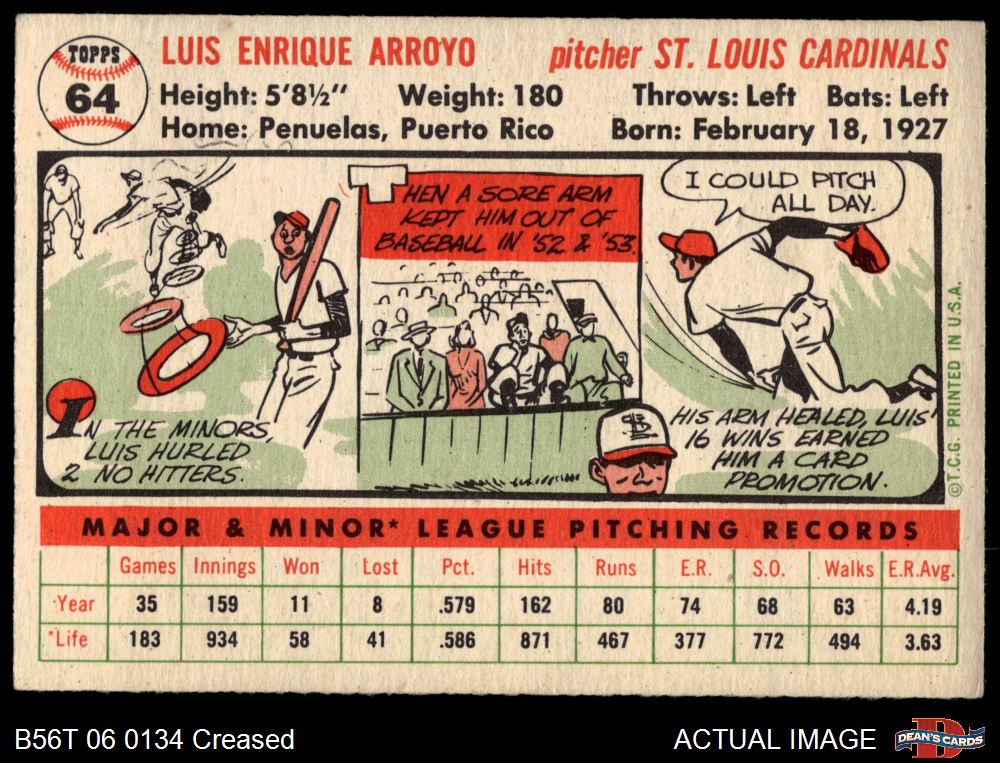 TOPPS
64
LUIS ENRIQUE ARROYO pitcher ST. LOUIS CARDINALS
Height: 5'8½" Weight: 180 Throws: Left Bats: Left
Home: Penuelas, Puerto Rico Born: February 18, 1927
IN THE MINORS,
LUIS HURLED
2 NO HITTERS.
WHEN A SORE ARM
KEPT HIM OUT OF
BASEBALL IN '52 & '53.
I COULD PITCH
ALL DAY.
HIS ARM HEALED, LUIS'
16 WINS EARNED
HIM A CARD
PROMOTION.
STL
© T.C.G. PRINTED IN U.S.A.
MAJOR & MINOR* LEAGUE PITCHING RECORDS
Games Innings Won Lost Pct. Hits Runs E.R. S.O. Walks E.R.Avg.
Year 35 159 11 8 .579 162 80 74 68 63 4.19
*Life 183 934 58 41 .586 871 467 377 772 494 3.63
B56T 06 0134 Creased ACTUAL IMAGE DEAN'S CARDS